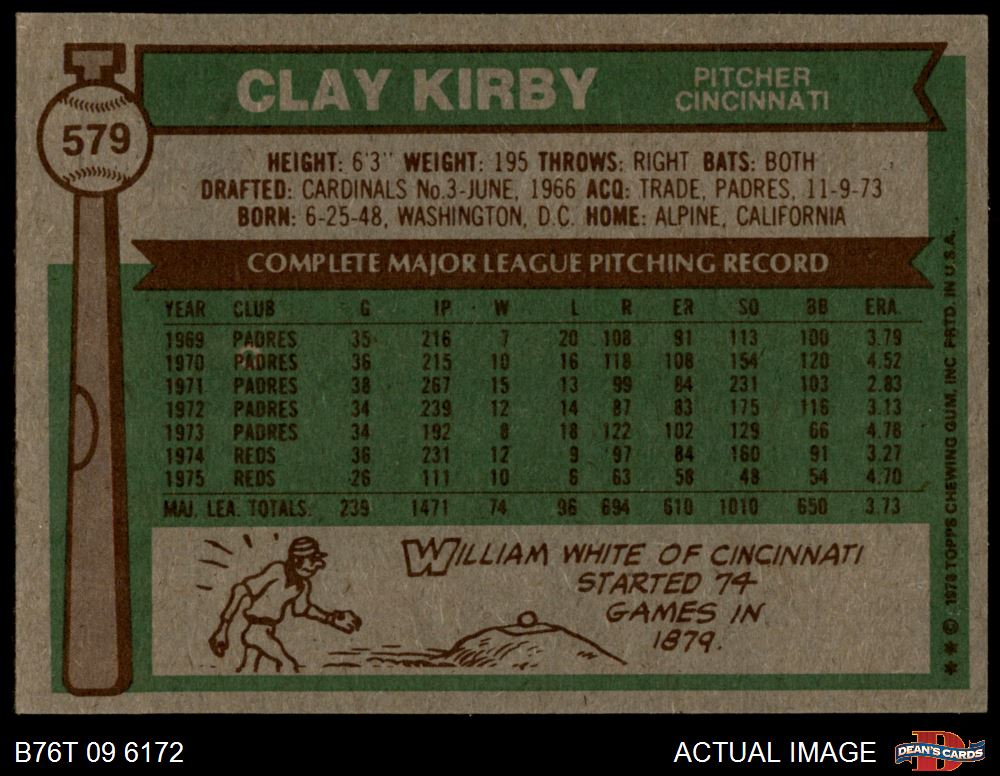 CLAY KIRBY
PITCHER
CINCINNATI
579
HEIGHT: 6'3" WEIGHT: 195 THROWS: RIGHT BATS: BOTH
DRAFTED: CARDINALS No.3-JUNE, 1966 ACQ: TRADE, PADRES, 11-9-73
BORN: 6-25-48, WASHINGTON, D.C. HOME: ALPINE, CALIFORNIA
COMPLETE MAJOR LEAGUE PITCHING RECORD
YEAR CLUB G IP W L R ER SO BB ERA
1969 PADRES 35 216 7 20 108 91 113 100 3.79
1970 PADRES 36 215 10 16 118 108 154 120 4.52
1971 PADRES 38 267 15 13 99 84 231 103 2.83
1972 PADRES 34 239 12 14 87 83 175 116 3.13
1973 PADRES 34 192 8 18 122 102 129 66 4.78
1974 REDS 36 231 12 9 97 84 160 91 3.27
1975 REDS 26 111 10 6 63 58 48 54 4.70
MAJ. LEA. TOTALS: 239 1471 74 96 694 610 1010 650 3.73
WILLIAM WHITE OF CINCINNATI
STARTED 74
GAMES IN
1879.
** © 1976 TOPPS CHEWING GUM, INC PRTD. IN U.S.A.
B76T 09 6172
ACTUAL IMAGE
D
DEAN'S CARDS